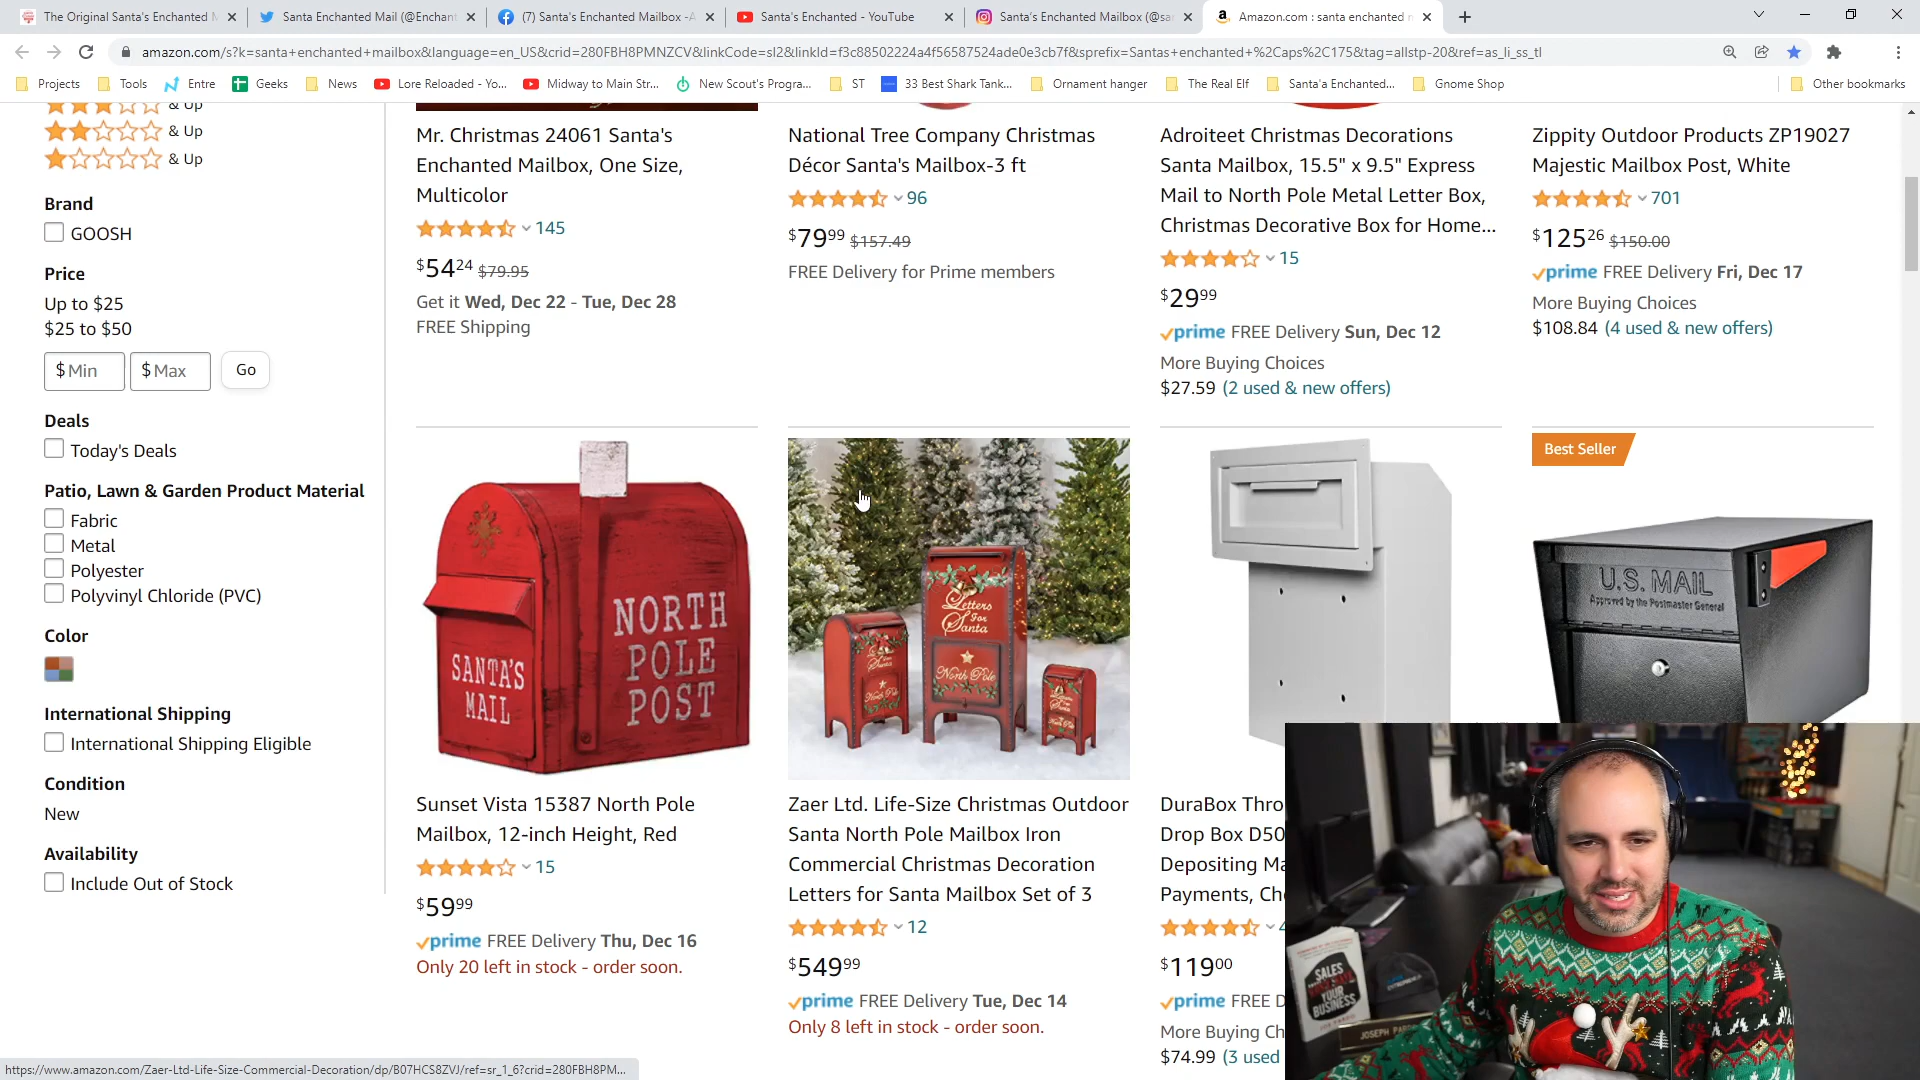 The Original Santa's Enchanted M
Santa Enchanted Mail (@Enchant
(7) Santa's Enchanted Mailbox -A
Santa's Enchanted - YouTube
Santa's Enchanted Mailbox (@sa
Amazon.com : santa enchanted m
amazon.com/s?k=santa+enchanted+mailbox&language=en_US&crid=280FBH8PMNZCV&linkCode=sl2&linkId=f3c88502224a4f56587524ade0e3cb7f&sprefix=Santas+enchanted+%2Caps%2C175&tag=allstp-20&ref=as_li_ss_tl
Projects
Tools
Entre
Geeks
News
Lore Reloaded - Yo...
Midway to Main Str...
New Scout's Progra...
ST
33 Best Shark Tank...
Ornament hanger
The Real Elf
Santa'a Enchanted...
Gnome Shop
Other bookmarks
& Up
& Up
& Up
Brand
GOOSH
Price
Up to $25
$25 to $50
$ Min
$ Max
Go
Deals
Today's Deals
Patio, Lawn & Garden Product Material
Fabric
Metal
Polyester
Polyvinyl Chloride (PVC)
Color
International Shipping
International Shipping Eligible
Condition
New
Availability
Include Out of Stock
Mr. Christmas 24061 Santa's
Enchanted Mailbox, One Size,
Multicolor
145
$54.24 $79.95
Get it Wed, Dec 22 - Tue, Dec 28
FREE Shipping
National Tree Company Christmas
Décor Santa's Mailbox-3 ft
96
$79.99 $157.49
FREE Delivery for Prime members
Adroiteet Christmas Decorations
Santa Mailbox, 15.5" x 9.5" Express
Mail to North Pole Metal Letter Box,
Christmas Decorative Box for Home...
15
$29.99
prime FREE Delivery Sun, Dec 12
More Buying Choices
$27.59 (2 used & new offers)
Zippity Outdoor Products ZP19027
Majestic Mailbox Post, White
701
$125.26 $150.00
prime FREE Delivery Fri, Dec 17
More Buying Choices
$108.84 (4 used & new offers)
SANTA'S
MAIL
NORTH
POLE
POST
Sunset Vista 15387 North Pole
Mailbox, 12-inch Height, Red
15
$59.99
prime FREE Delivery Thu, Dec 16
Only 20 left in stock - order soon.
Letters
For
Santa
North Pole
Zaer Ltd. Life-Size Christmas Outdoor
Santa North Pole Mailbox Iron
Commercial Christmas Decoration
Letters for Santa Mailbox Set of 3
12
$549.99
prime FREE Delivery Tue, Dec 14
Only 8 left in stock - order soon.
DuraBox Thro
Drop Box D50
Depositing Ma
Payments, Ch
4
$119.00
prime FREE D
More Buying Ch
$74.99 (3 used
Best Seller
U.S. MAIL
Approved by the Postmaster General
SALES
YOUR
BUSINESS
https://www.amazon.com/Zaer-Ltd-Life-Size-Commercial-Decoration/dp/B07HCS8ZVJ/ref=sr_1_6?crid=280FBH8PM...